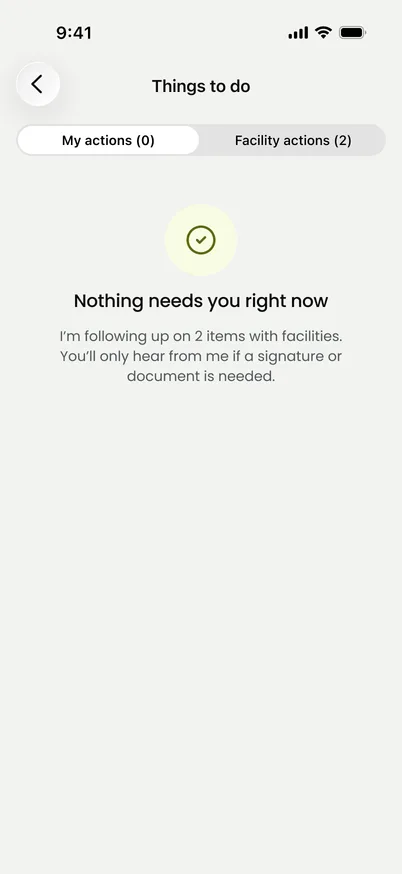 9:41
Things to do
My actions (0)
Facility actions (2)
Nothing needs you right now
I’m following up on 2 items with facilities.
You’ll only hear from me if a signature or
document is needed.